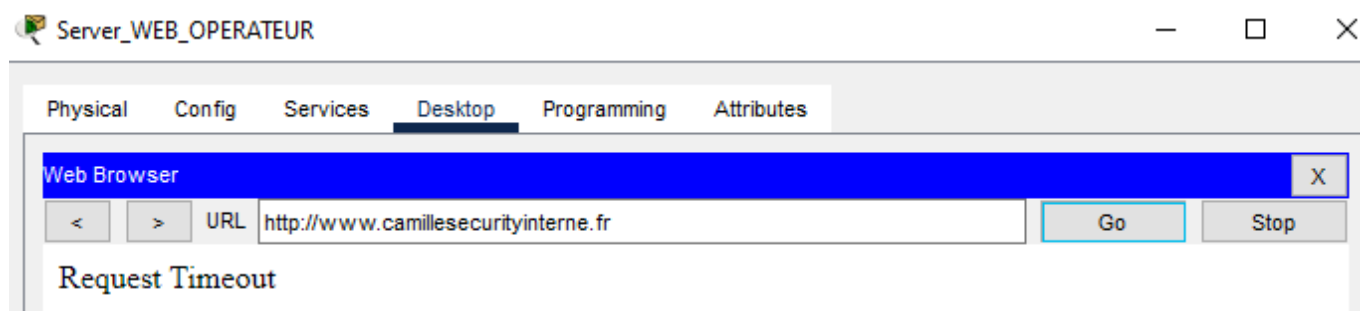 Server_WEB_OPERATEUR
Physical Config Services Desktop Programming Attributes
Web Browser X
< > URL http://www.camillesecurityinterne.fr Go Stop
Request Timeout